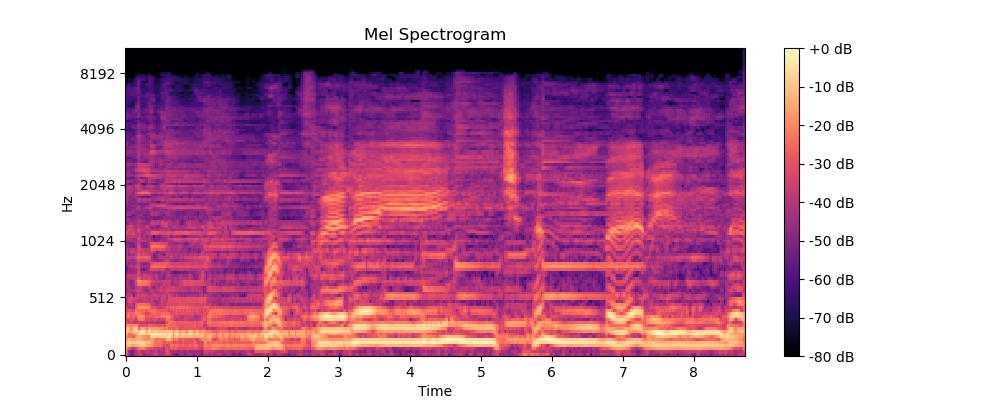 Mel Spectrogram
8192
4096
2048
1024
512
0
Hz
0 1 2 3 4 5 6 7 8
Time
+0 dB
-10 dB
-20 dB
-30 dB
-40 dB
-50 dB
-60 dB
-70 dB
-80 dB